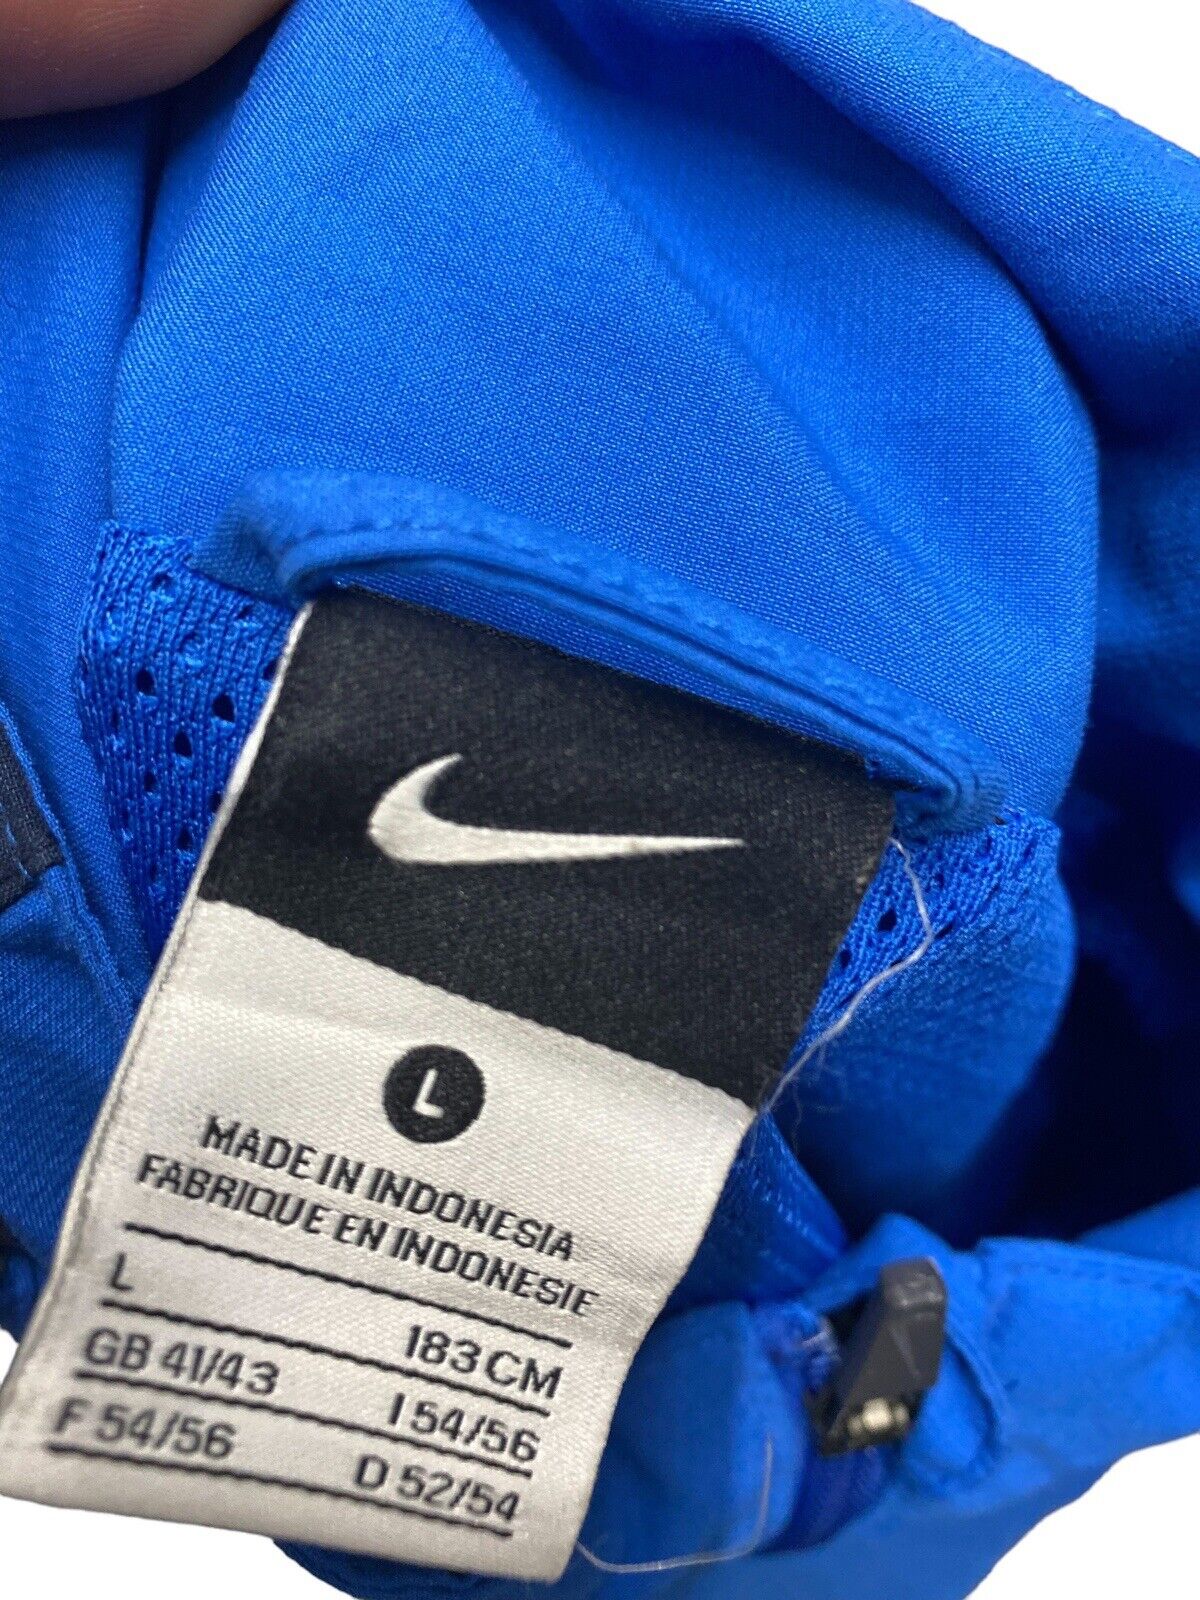 L
MADE IN INDONESIA
FABRIQUE EN INDONESIE
L 183 CM
GB 41/43 I 54/56
F 54/56 D 52/54